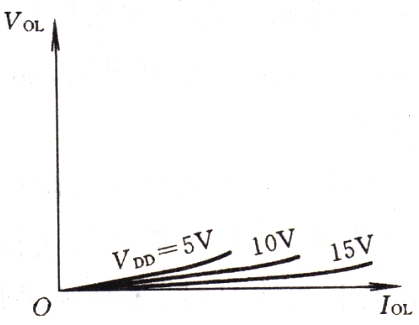 V_OL
V_DD=5V
10V
15V
O
I_OL